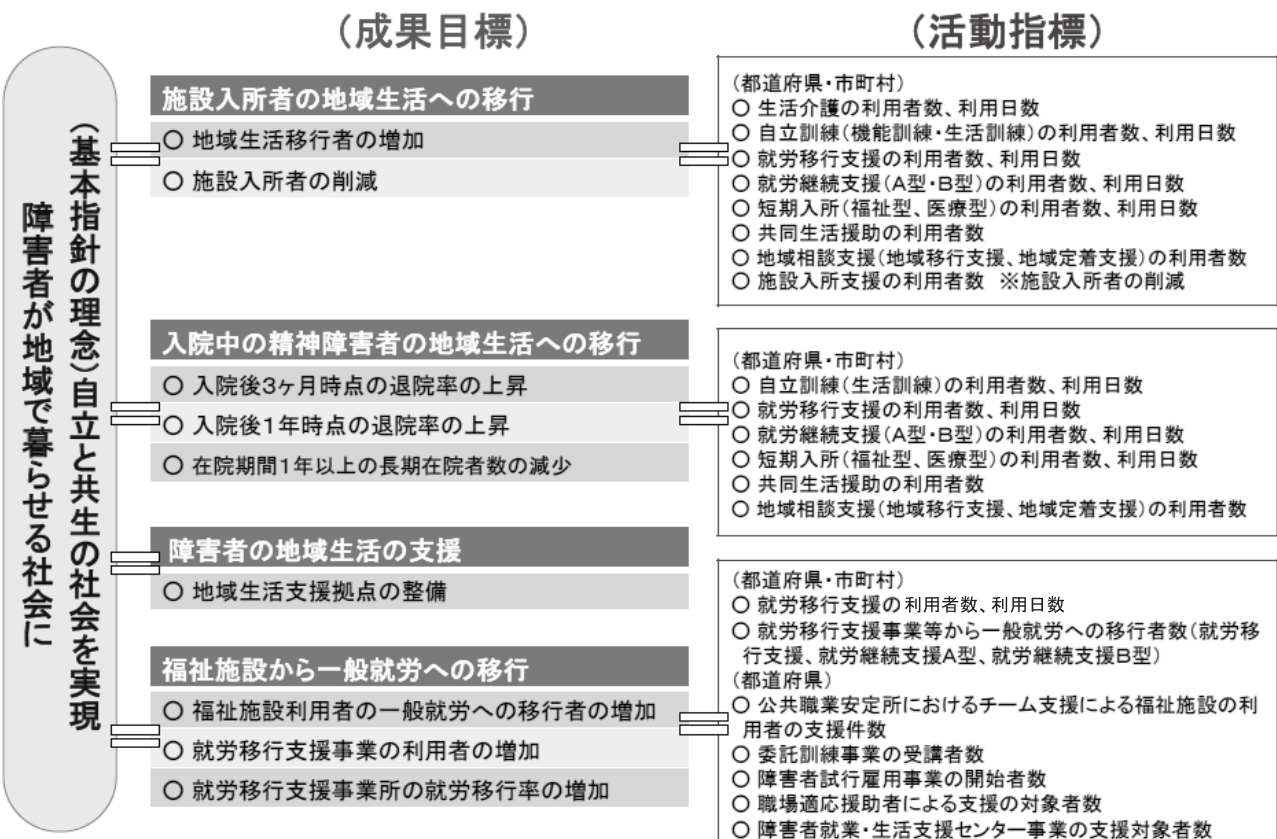 (成果目標)
(活動指標)
(基本指針の理念)自立と共生の社会を実現
障害者が地域で暮らせる社会に
施設入所者の地域生活への移行
○ 地域生活移行者の増加
○ 施設入所者の削減
(都道府県・市町村)
○ 生活介護の利用者数、利用日数
○ 自立訓練(機能訓練・生活訓練)の利用者数、利用日数
○ 就労移行支援の利用者数、利用日数
○ 就労継続支援(A型・B型)の利用者数、利用日数
○ 短期入所(福祉型、医療型)の利用者数、利用日数
○ 共同生活援助の利用者数
○ 地域相談支援(地域移行支援、地域定着支援)の利用者数
○ 施設入所支援の利用者数 ※施設入所者の削減
入院中の精神障害者の地域生活への移行
○ 入院後3ヶ月時点の退院率の上昇
○ 入院後1年時点の退院率の上昇
○ 在院期間1年以上の長期在院者数の減少
(都道府県・市町村)
○ 自立訓練(生活訓練)の利用者数、利用日数
○ 就労移行支援の利用者数、利用日数
○ 就労継続支援(A型・B型)の利用者数、利用日数
○ 短期入所(福祉型、医療型)の利用者数、利用日数
○ 共同生活援助の利用者数
○ 地域相談支援(地域移行支援、地域定着支援)の利用者数
障害者の地域生活の支援
○ 地域生活支援拠点の整備
福祉施設から一般就労への移行
○ 福祉施設利用者の一般就労への移行者の増加
○ 就労移行支援事業の利用者の増加
○ 就労移行支援事業所の就労移行率の増加
(都道府県・市町村)
○ 就労移行支援の利用者数、利用日数
○ 就労移行支援事業等から一般就労への移行者数(就労移
行支援、就労継続支援A型、就労継続支援B型)
(都道府県)
○ 公共職業安定所におけるチーム支援による福祉施設の利
用者の支援件数
○ 委託訓練事業の受講者数
○ 障害者試行雇用事業の開始者数
○ 職場適応援助者による支援の対象者数
○ 障害者就業・生活支援センター事業の支援対象者数